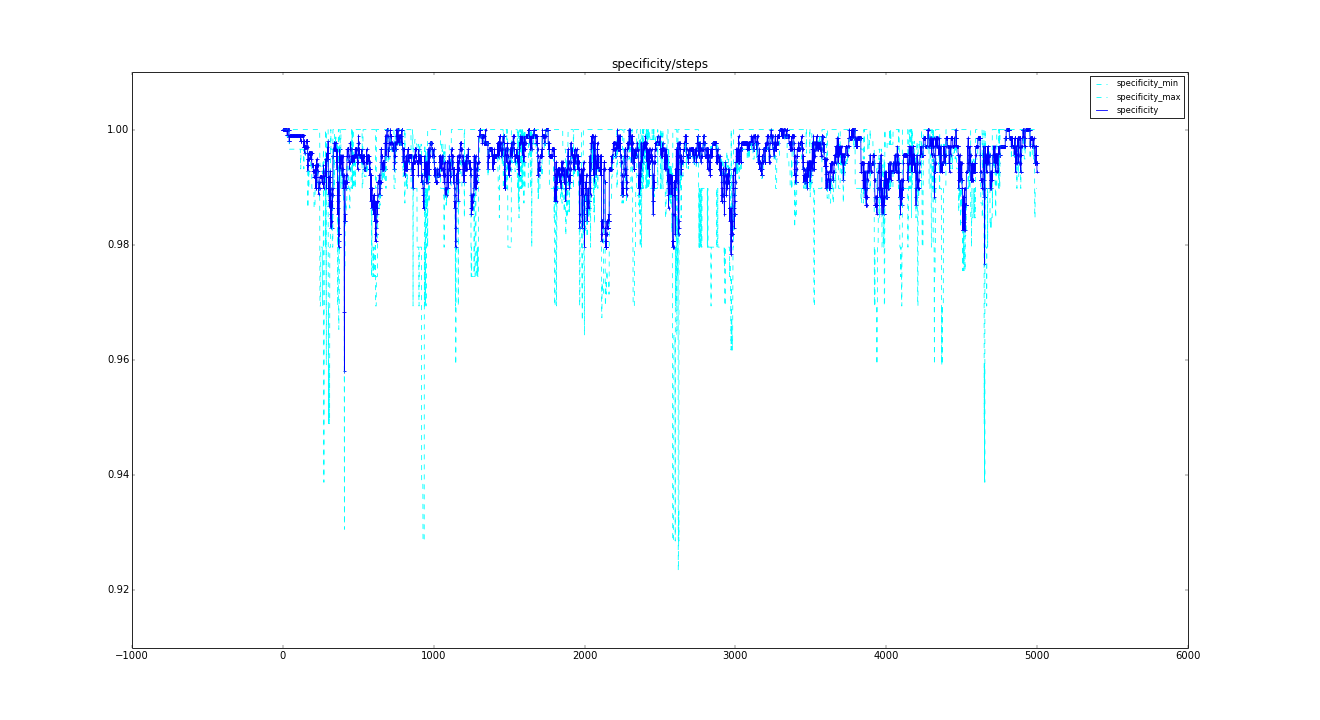 specificity/steps
specificity_min
specificity_max
specificity
1.00
0.98
0.96
0.94
0.92
−1000 0 1000 2000 3000 4000 5000 6000